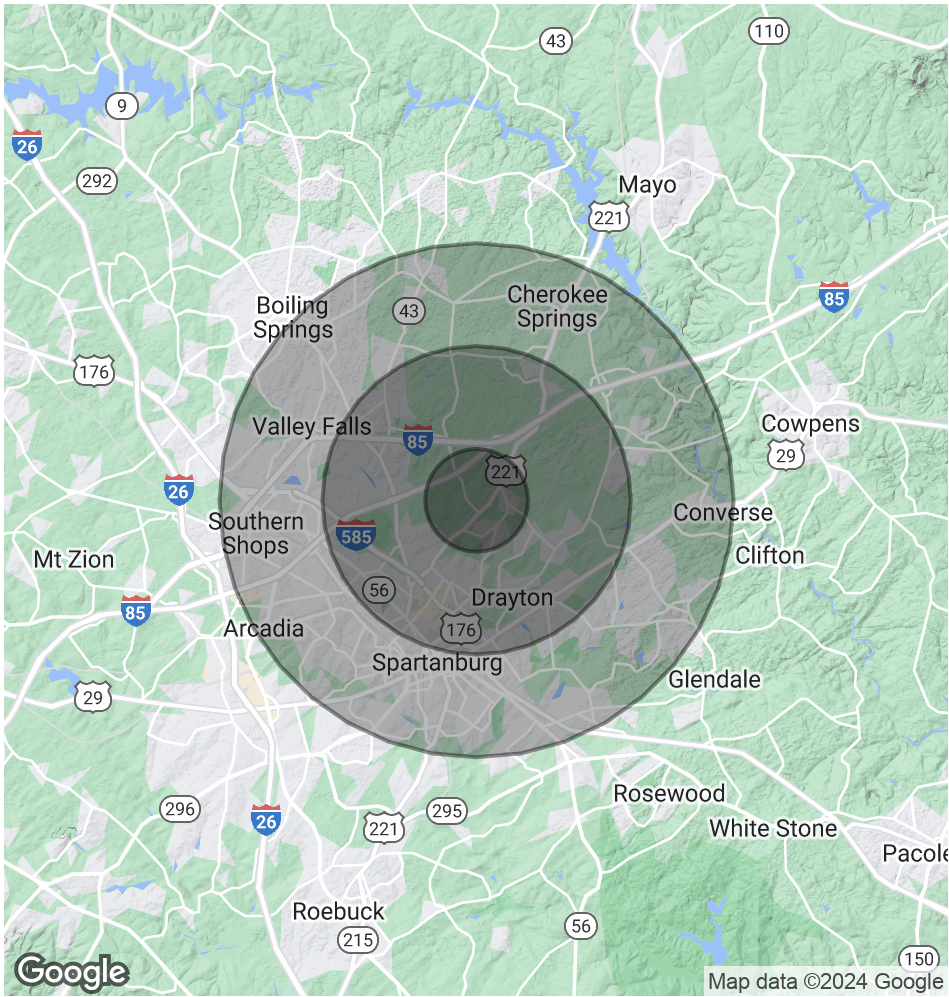 43
110
9
26
292
Mayo
221
85
Boiling
Springs
43
Cherokee
Springs
176
Valley Falls
85
Cowpens
29
221
26
Southern
Shops
585
Converse
Mt Zion
Clifton
56
Drayton
85
Arcadia
176
Spartanburg
29
Glendale
Rosewood
296
26
221
295
White Stone
Pacole
Roebuck
215
56
150
Google
Map data ©2024 Google